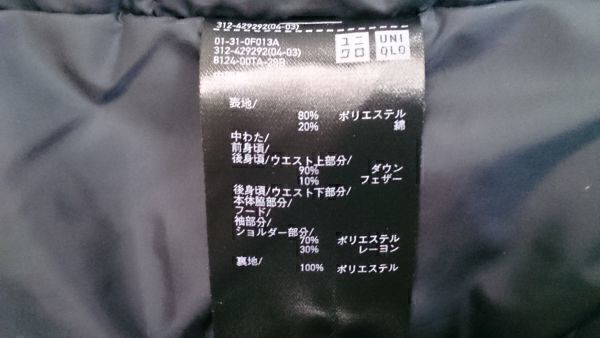 312-429292(04-03)
01-31-0F013A
312-429292(04-03)
8124-00TA-29B
ユニクロ
UNIQLO
表地/
80% ポリエステル
20% 綿
中わた/
前身頃/
後身頃/ウエスト上部分/
90% ダウン
10% フェザー
後身頃/ウエスト下部分/
本体脇部分/
フード/
袖部分/
ショルダー部分/
70% ポリエステル
30% レーヨン
裏地/
100% ポリエステル